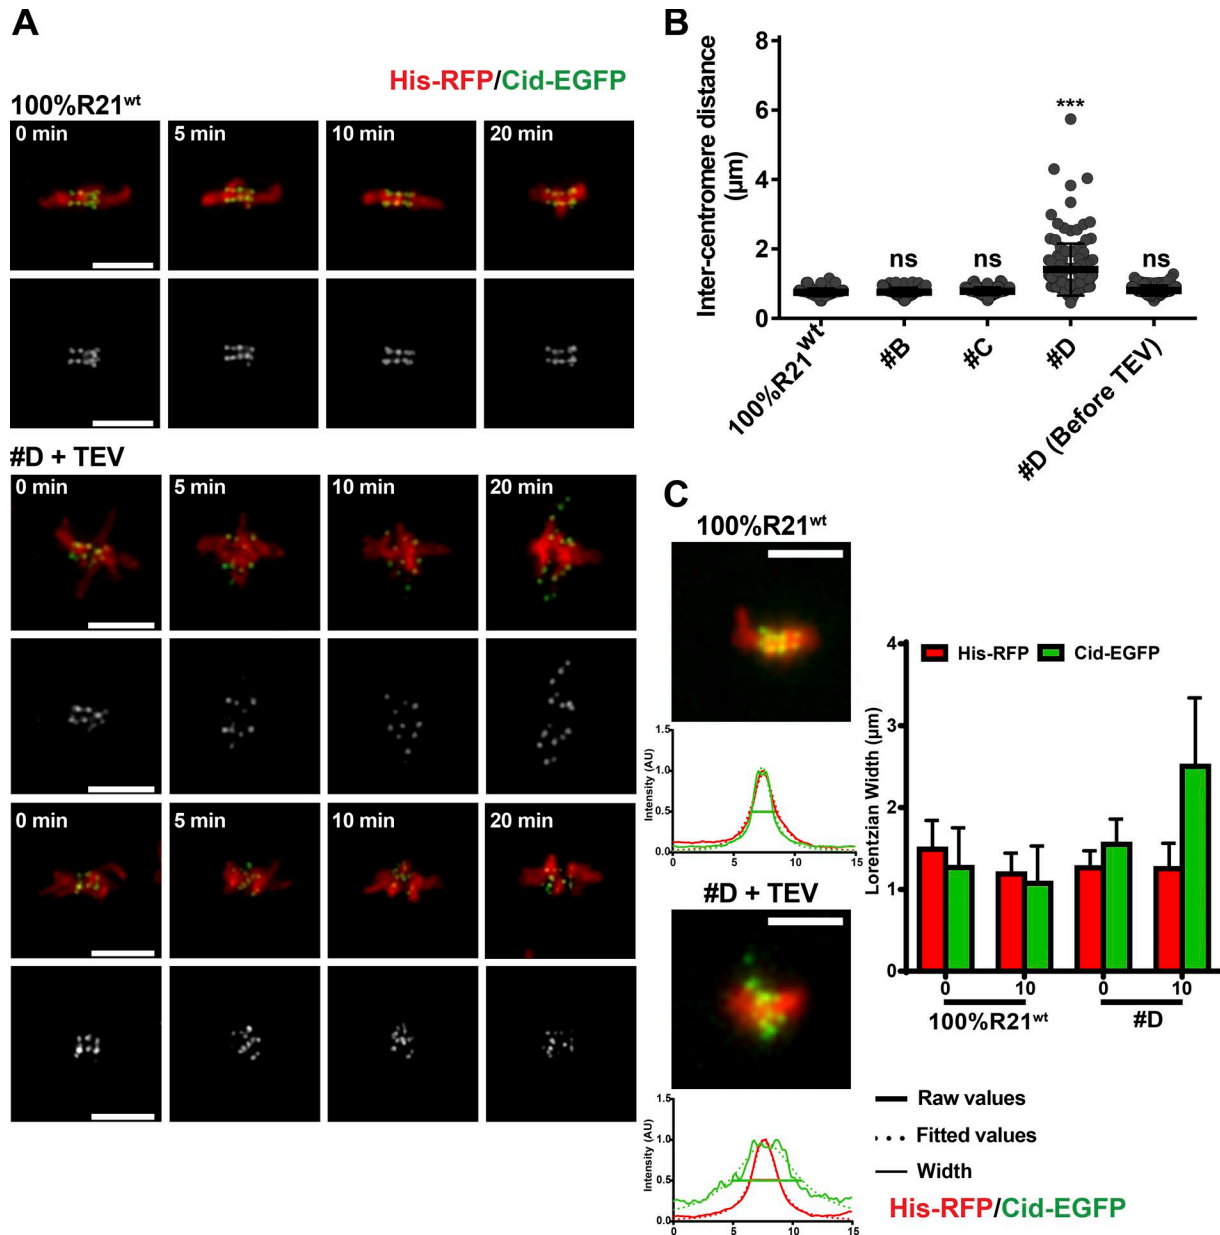 A
His-RFP/Cid-EGFP
100%R21wt
0 min 5 min 10 min 20 min
#D + TEV
0 min 5 min 10 min 20 min
0 min 5 min 10 min 20 min
B
Inter-centromere distance
(µm)
8
6
4
2
0
ns ns *** ns
100%R21wt #B #C #D #D (Before TEV)
C
100%R21wt
Intensity (AU)
1.5
1.0
0.5
0.0
0 5 10 15
#D + TEV
Intensity (AU)
1.5
1.0
0.5
0.0
0 5 10 15
Lorentzian Width (µm)
4
3
2
1
0
His-RFP Cid-EGFP
0 10 0 10
100%R21wt #D
Raw values
Fitted values
Width
His-RFP/Cid-EGFP